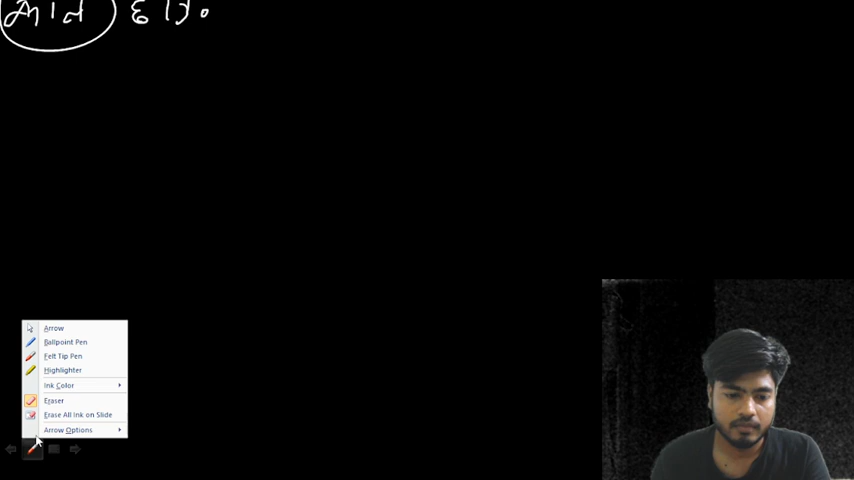 Arrow
Ballpoint Pen
Felt Tip Pen
Highlighter
Ink Color
Eraser
Erase All Ink on Slide
Arrow Options